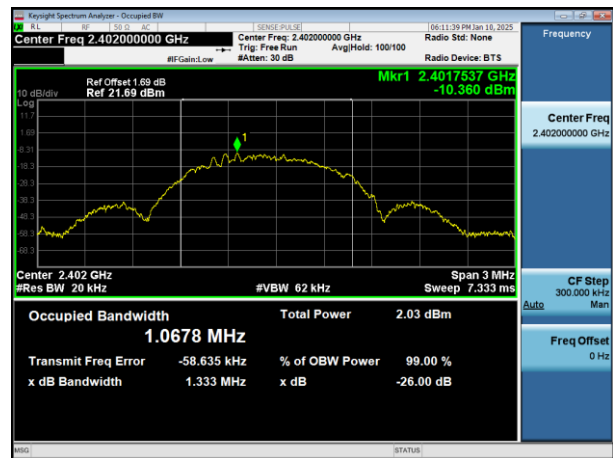 Keysight Spectrum Analyzer - Occupied BW
RL RF 50 Ω AC SENSE:PULSE 06:11:39 PM Jan 10, 2025
Center Freq 2.402000000 GHz
Center Freq: 2.402000000 GHz
Radio Std: None
Trig: Free Run Avg|Hold: 100/100
#IFGain:Low
#Atten: 30 dB
Radio Device: BTS
Frequency
Ref Offset 1.69 dB
10 dB/div Ref 21.69 dBm
Mkr1 2.4017537 GHz
-10.360 dBm
Log
11.7
1.69
-8.31
-18.3
-28.3
-38.3
-48.3
-58.3
-68.3
1
Center Freq
2.402000000 GHz
Center 2.402 GHz
Span 3 MHz
#Res BW 20 kHz
#VBW 62 kHz
Sweep 7.333 ms
CF Step
300.000 kHz
Auto Man
Occupied Bandwidth
1.0678 MHz
Total Power 2.03 dBm
Transmit Freq Error -58.635 kHz % of OBW Power 99.00 %
x dB Bandwidth 1.333 MHz x dB -26.00 dB
Freq Offset
0 Hz
MSG
STATUS